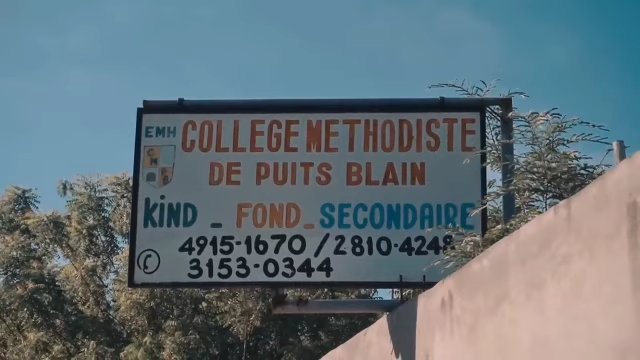 EMH COLLEGE METHODISTE
DE PUITS BLAIN
KIND _ FOND _ SECONDAIRE
4915-1670 / 2810-4248
3153-0344